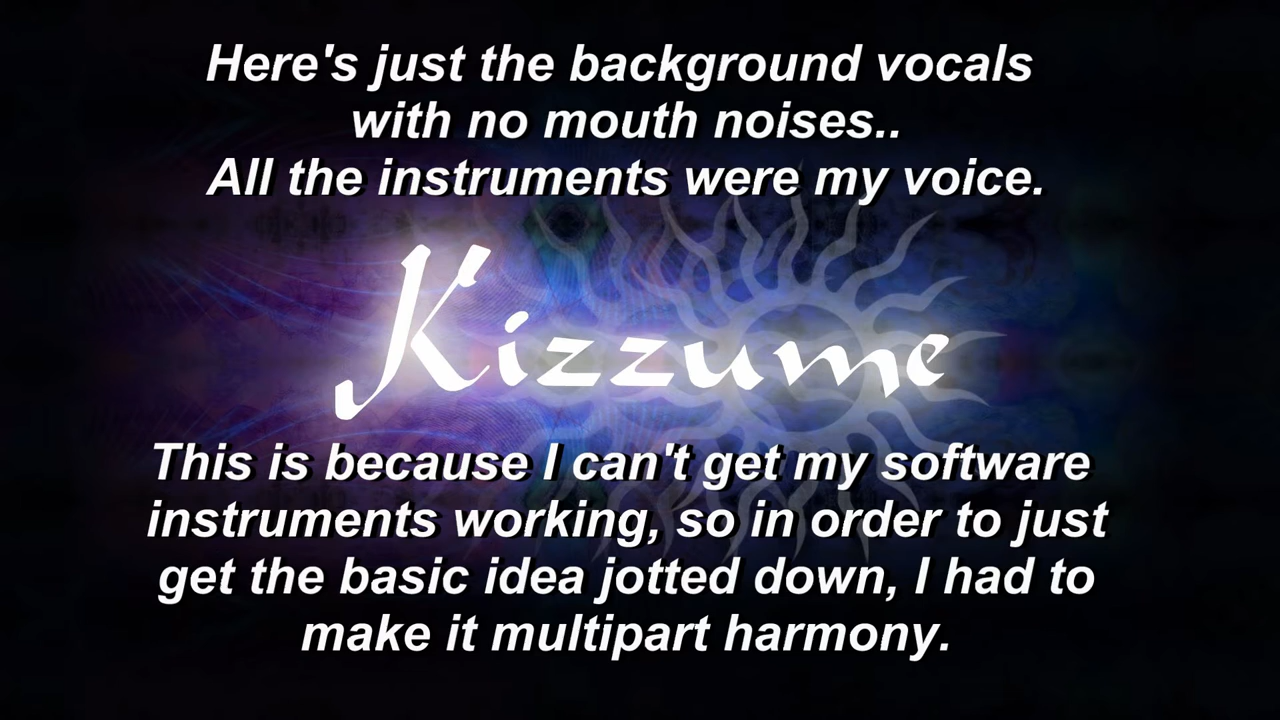 Here's just the background vocals
with no mouth noises..
All the instruments were my voice.
Kizzume
This is because I can't get my software
instruments working, so in order to just
get the basic idea jotted down, I had to
make it multipart harmony.